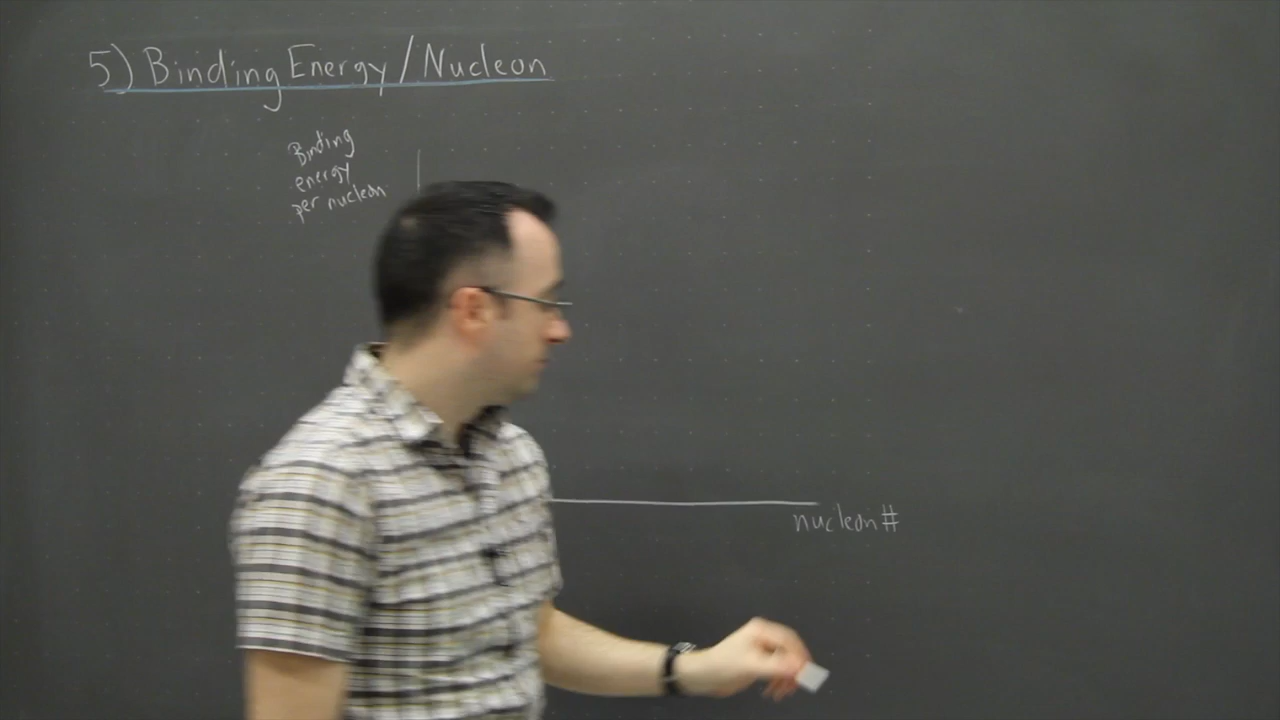 5) Binding Energy/Nucleon
Binding
energy
per nucleon
nucleon #